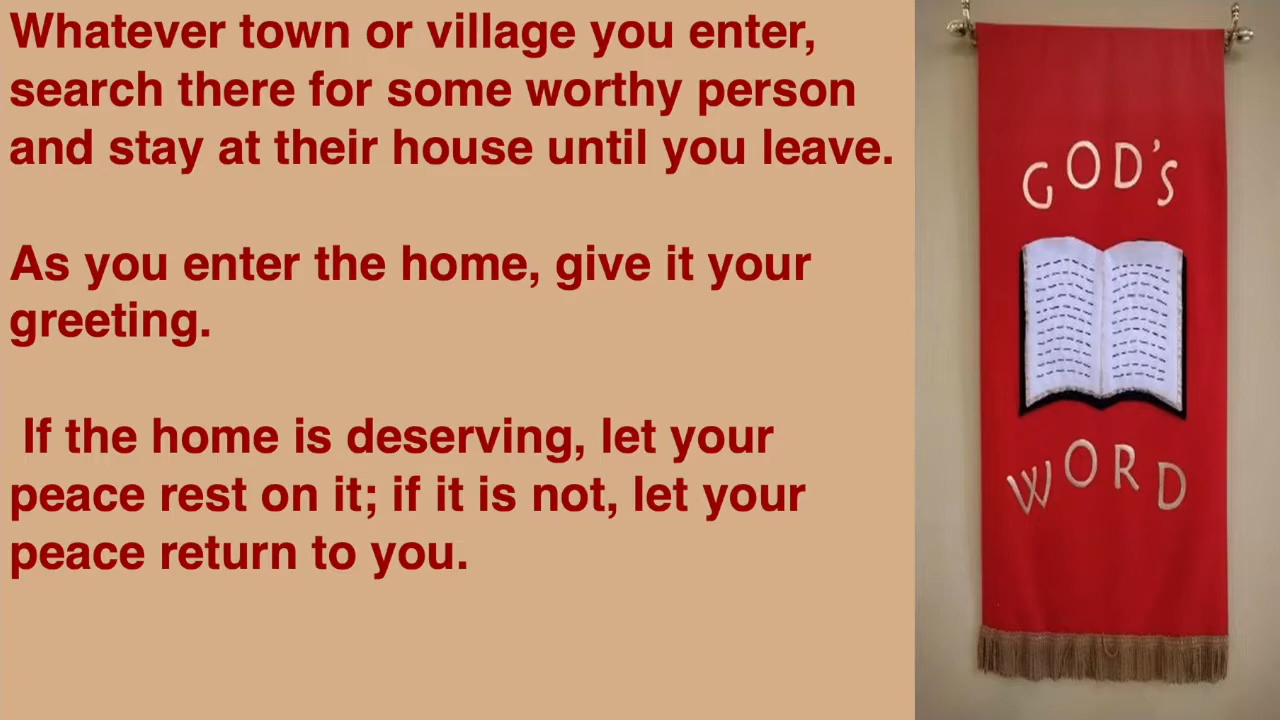 Whatever town or village you enter,
search there for some worthy person
and stay at their house until you leave.
As you enter the home, give it your
greeting.
If the home is deserving, let your
peace rest on it; if it is not, let your
peace return to you.
GOD'S
WORD